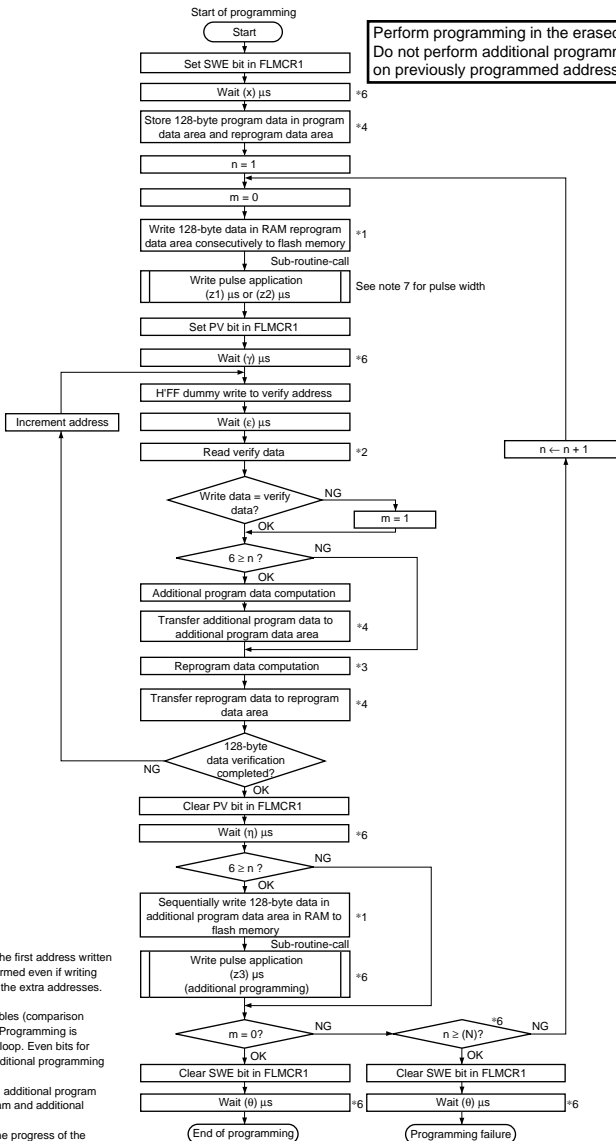 Start of programming
Start
Perform programming in the erased
Do not perform additional programm
on previously programmed address
Set SWE bit in FLMCR1
Wait (x) μs
*6
Store 128-byte program data in program
data area and reprogram data area
*4
n = 1
m = 0
Write 128-byte data in RAM reprogram
data area consecutively to flash memory
*1
Sub-routine-call
Write pulse application
(z1) μs or (z2) μs
See note 7 for pulse width
Set PV bit in FLMCR1
Wait (γ) μs
*6
H'FF dummy write to verify address
Increment address
Wait (ε) μs
Read verify data
*2
n ← n + 1
Write data = verify
data?
NG
m = 1
OK
6 ≥ n ?
NG
OK
Additional program data computation
Transfer additional program data to
additional program data area
*4
Reprogram data computation
*3
Transfer reprogram data to reprogram
data area
*4
128-byte
data verification
completed?
NG
OK
Clear PV bit in FLMCR1
Wait (η) μs
*6
6 ≥ n ?
NG
OK
Sequentially write 128-byte data in
additional program data area in RAM to
flash memory
*1
Sub-routine-call
Write pulse application
(z3) μs
(additional programming)
*6
he first address written
rmed even if writing
the extra addresses.
bles (comparison
Programming is
loop. Even bits for
dditional programming
additional program
am and additional
he progress of the
m = 0?
NG
*6
n ≥ (N)?
NG
OK
OK
Clear SWE bit in FLMCR1
Clear SWE bit in FLMCR1
Wait (θ) μs
*6
Wait (θ) μs
*6
End of programming
Programming failure